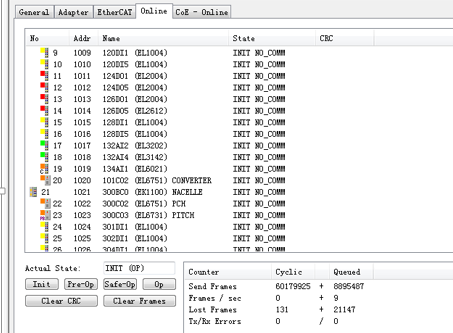 General Adapter EtherCAT Online CoE - Online
No Addr Name State CRC
9 1009 120DI1 (EL1004) INIT NO_COMM
10 1010 120DI5 (EL1004) INIT NO_COMM
11 1011 124DO1 (EL2004) INIT NO_COMM
12 1012 124DO5 (EL2004) INIT NO_COMM
13 1013 126DO1 (EL2004) INIT NO_COMM
14 1014 126DO5 (EL2612) INIT NO_COMM
15 1015 128DI1 (EL1004) INIT NO_COMM
16 1016 128DI5 (EL1004) INIT NO_COMM
17 1017 132AI2 (EL3202) INIT NO_COMM
18 1018 132AI4 (EL3142) INIT NO_COMM
19 1019 134AI1 (EL6021) INIT NO_COMM
20 1020 101C02 (EL6751) CONVERTER INIT NO_COMM
21 1021 300BC0 (EK1100) NACELLE INIT NO_COMM
22 1022 300C02 (EL6751) PCH INIT NO_COMM
23 1023 300C03 (EL6731) PITCH INIT NO_COMM
24 1024 301DI1 (EL1004) INIT NO_COMM
25 1025 302DI1 (EL1004) INIT NO_COMM
26 1026 304DI1 (EL1004) INIT NO_COMM
Actual State: INIT (OP)
Init Pre-Op Safe-Op Op
Clear CRC Clear Frames
Counter Cyclic Queued
Send Frames 60179925 + 8895487
Frames / sec 0 + 9
Lost Frames 131 + 21147
Tx/Rx Errors 0 / 0